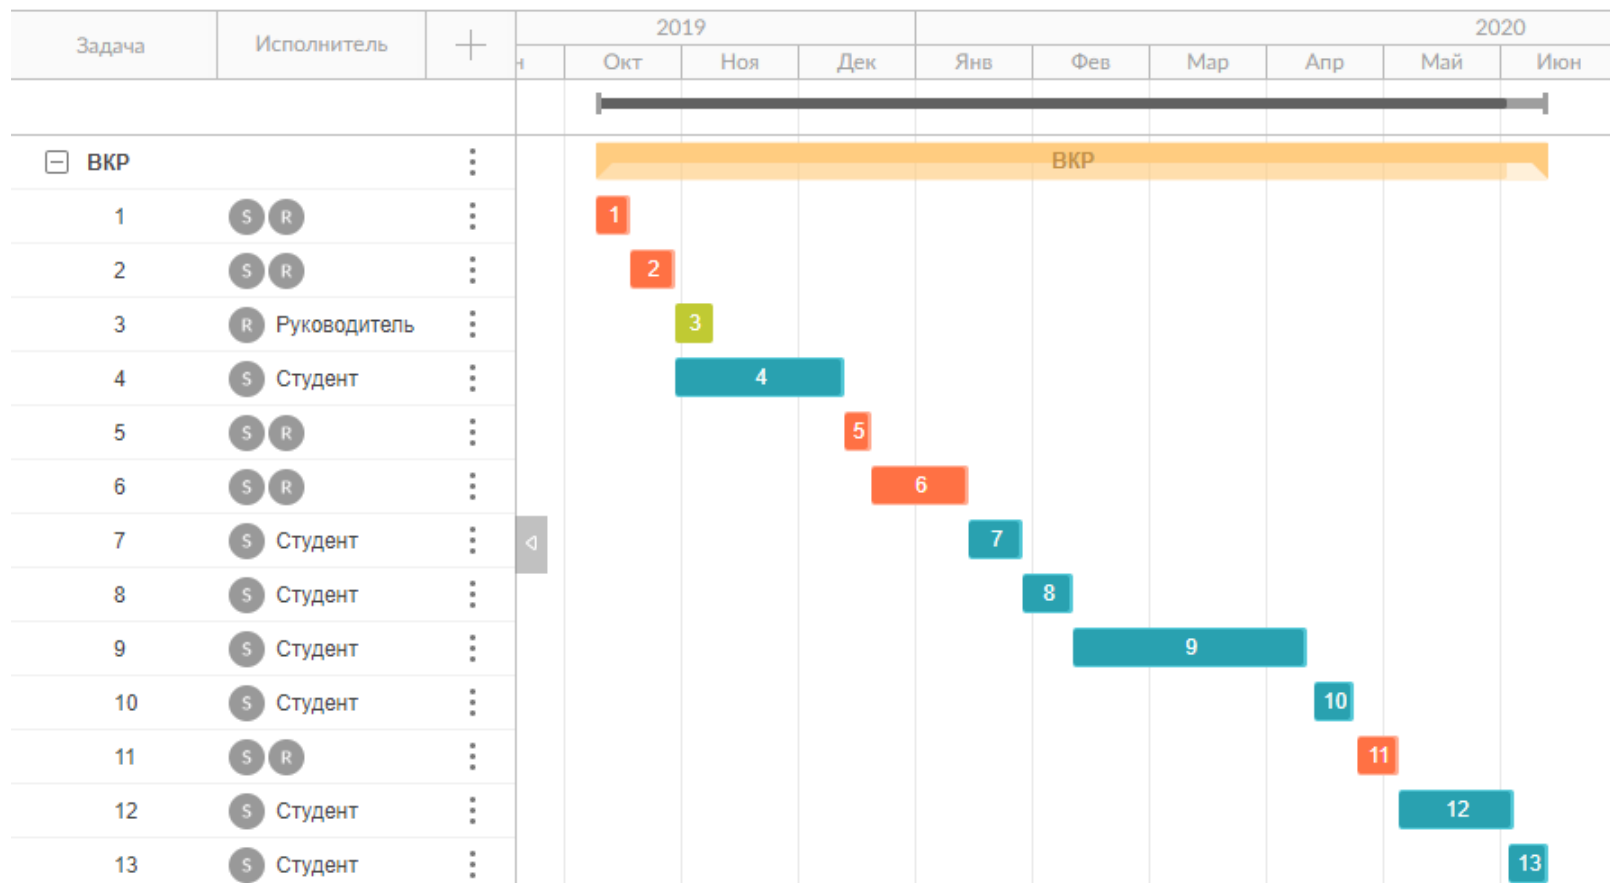 2019 2020
Задача Исполнитель
н Окт Ноя Дек Янв Фев Мар Апр Май Июн
ВКР ВКР
1 S R 1
2 S R 2
3 R Руководитель 3
4 S Студент 4
5 S R 5
6 S R 6
7 S Студент 7
8 S Студент 8
9 S Студент 9
10 S Студент 10
11 S R 11
12 S Студент 12
13 S Студент 13